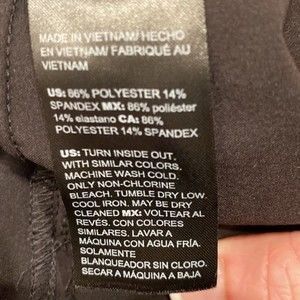 MADE IN VIETNAM/ HECHO
EN VIETNAM/ FABRIQUÉ AU
VIETNAM
US: 86% POLYESTER 14%
SPANDEX MX: 86% poliéster
14% elastano CA: 86%
POLYESTER 14% SPANDEX
US: TURN INSIDE OUT.
WITH SIMILAR COLORS.
MACHINE WASH COLD.
ONLY NON-CHLORINE
BLEACH. TUMBLE DRY LOW.
COOL IRON. MAY BE DRY
CLEANED MX: VOLTEAR AL
REVÉS. CON COLORES
SIMILARES. LAVAR A
MÁQUINA CON AGUA FRÍA.
SOLAMENTE
BLANQUEADOR SIN CLORO.
SECAR A MÁQUINA A BAJA